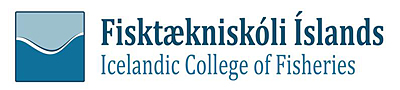 Fisktækniskóli Íslands
Icelandic College of Fisheries